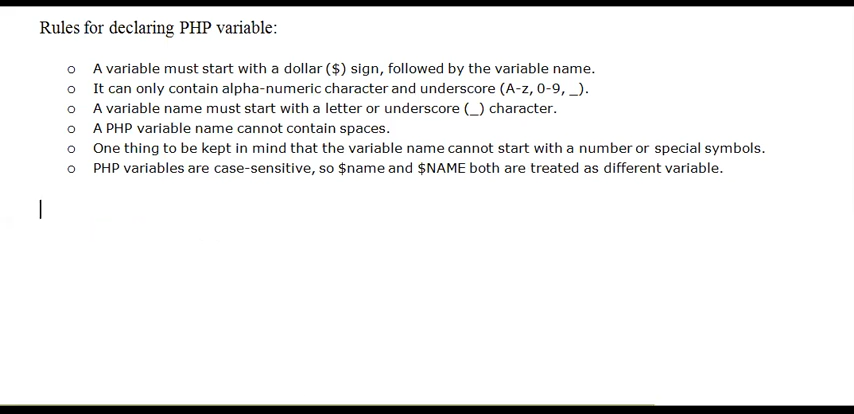 Rules for declaring PHP variable:
o A variable must start with a dollar ($) sign, followed by the variable name.
o It can only contain alpha-numeric character and underscore (A-z, 0-9, _).
o A variable name must start with a letter or underscore (_) character.
o A PHP variable name cannot contain spaces.
o One thing to be kept in mind that the variable name cannot start with a number or special symbols.
o PHP variables are case-sensitive, so $name and $NAME both are treated as different variable.